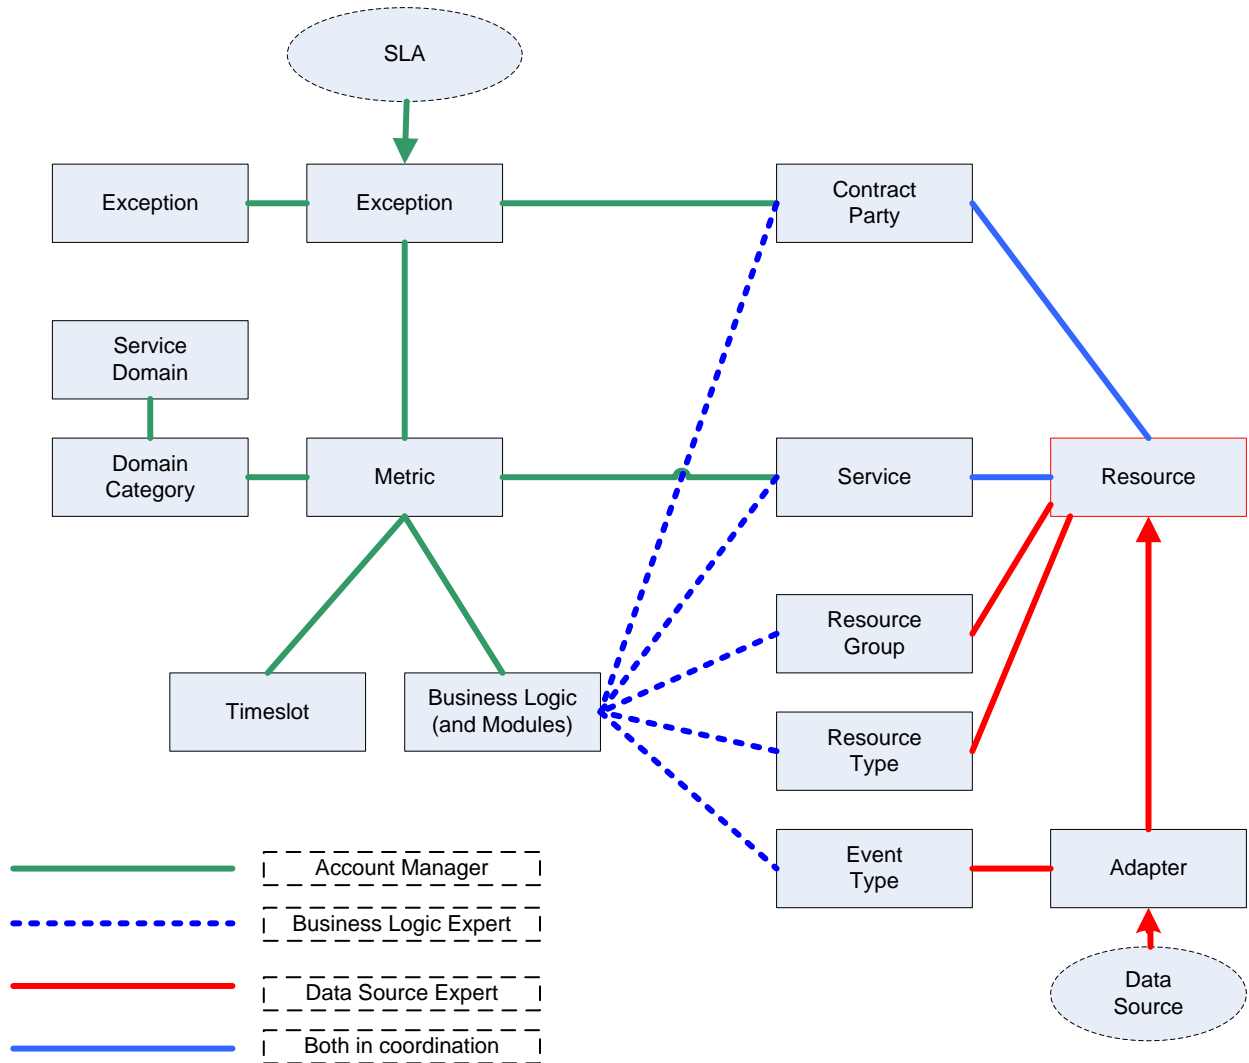 SLA
Exception
Exception
Contract
Party
Service
Domain
Domain
Category
Metric
Service
Resource
Resource
Group
Timeslot
Business Logic
(and Modules)
Resource
Type
Event
Type
Adapter
Data
Source
Account Manager
Business Logic Expert
Data Source Expert
Both in coordination